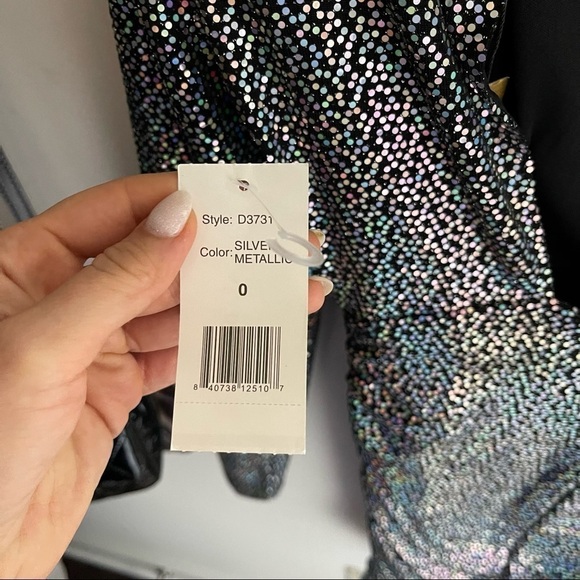 Style: D3731
Color: SILVER
METALLIC
0
8 40738 12510 7